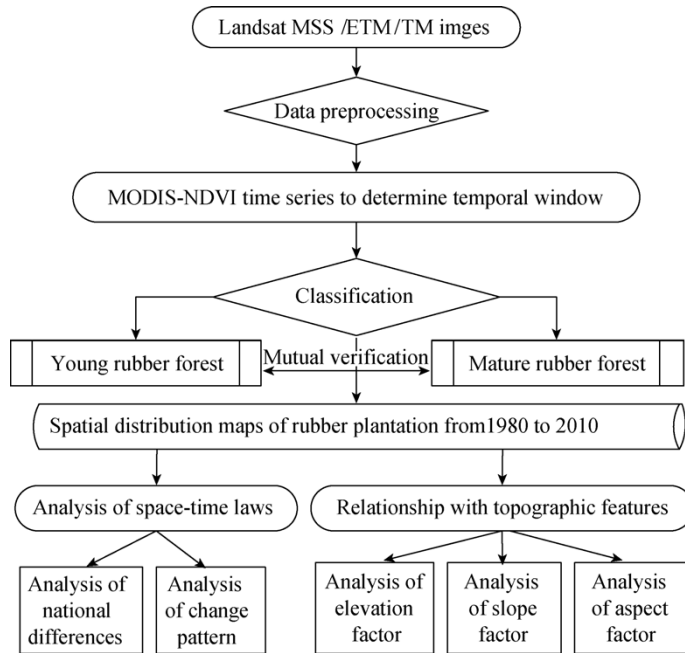 Landsat MSS /ETM/TM imges
Data preprocessing
MODIS-NDVI time series to determine temporal window
Classification
Young rubber forest
Mutual verification
Mature rubber forest
Spatial distribution maps of rubber plantation from1980 to 2010
Analysis of space-time laws
Relationship with topographic features
Analysis of
national
differences
Analysis
of change
pattern
Analysis of
elevation
factor
Analysis
of slope
factor
Analysis
of aspect
factor